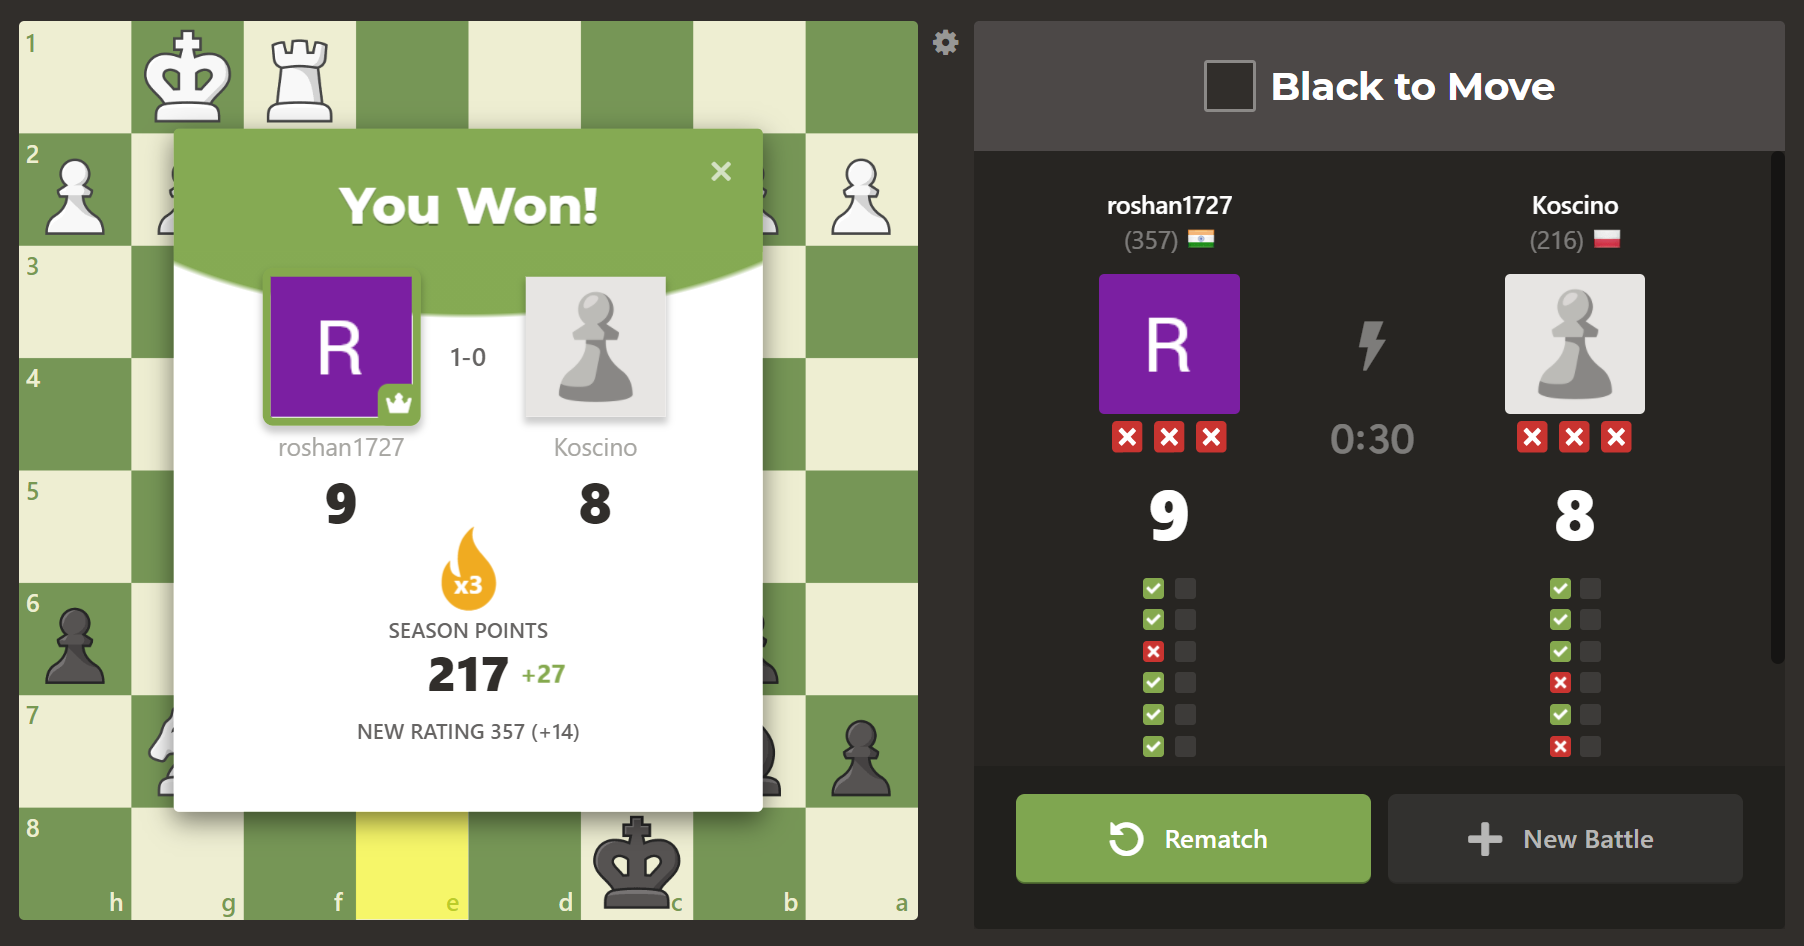 1
2
3
4
5
6
7
8
h g f e d c b a
You Won!
R
1-0
roshan1727
Koscino
9
8
x3
SEASON POINTS
217 +27
NEW RATING 357 (+14)
Black to Move
roshan1727
(357)
Koscino
(216)
R
0:30
9
8
Rematch
New Battle